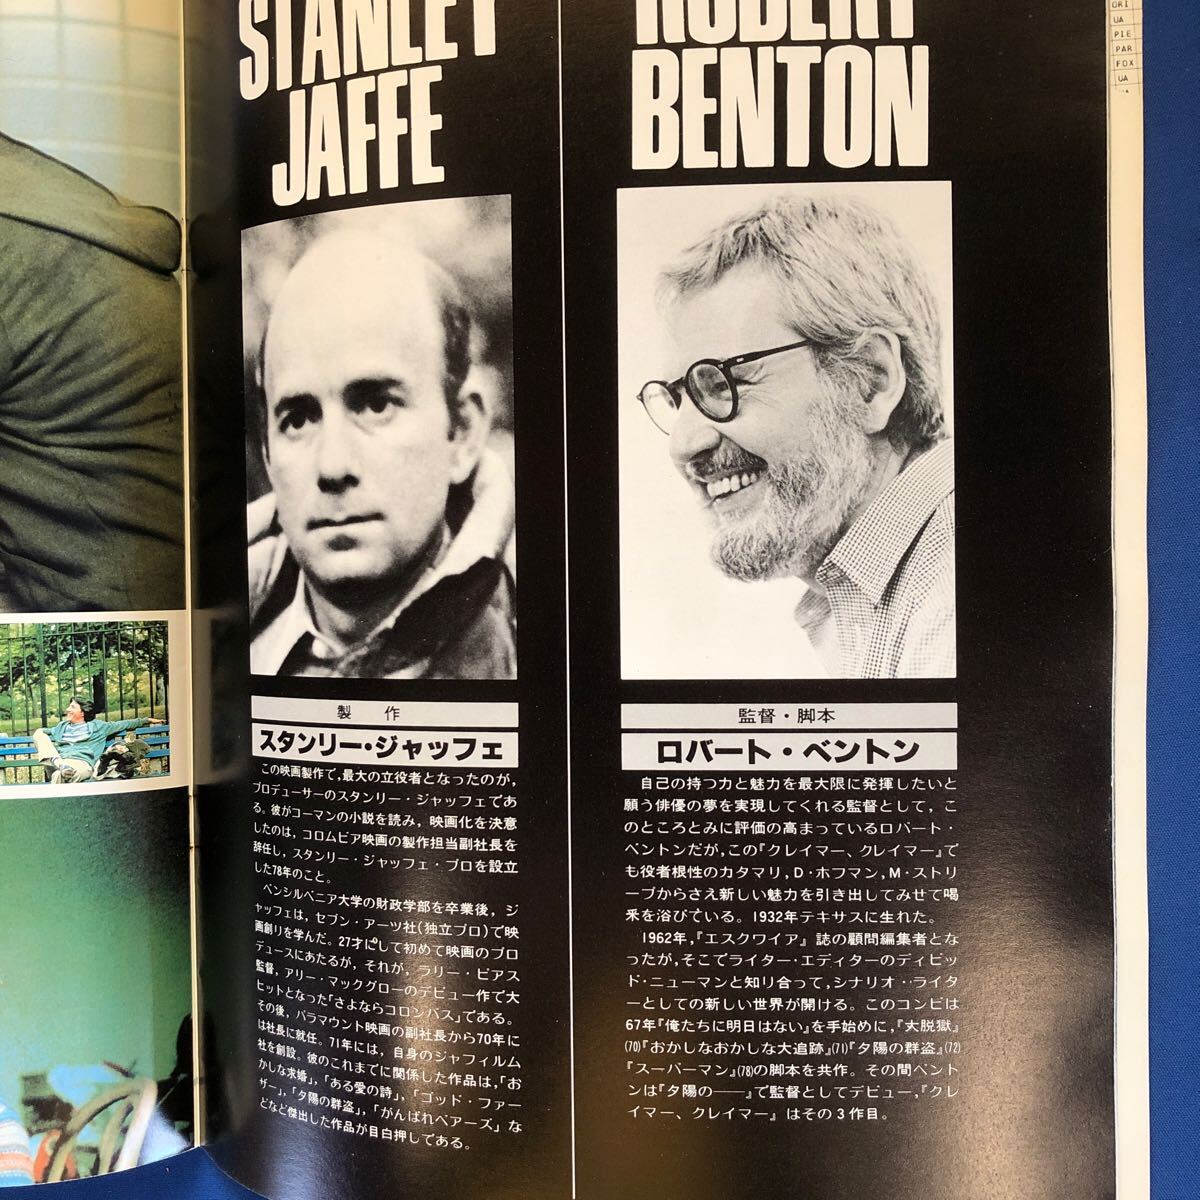 STANLEY
JAFFE
製　作
スタンリー・ジャッフェ
この映画製作で，最大の立役者となったのが，
プロデューサーのスタンリー・ジャッフェであ
る。彼がコーマンの小説を読み，映画化を決意
したのは，コロムビア映画の製作担当副社長を
辞任し，スタンリー・ジャッフェ・プロを設立
した78年のこと。
ペンシルベニア大学の財政学部を卒業後，ジ
ャッフェは，セブン・アーツ社(独立プロ)で映
画創りを学んだ。27才にして初めて映画のプロ
デュースにあたるが，それが，ラリー・ピアス
監督，アリー・マックグローのデビュー作で大
ヒットとなった「さよならコロンバス」である。
その後，パラマウント映画の副社長から70年に
は社長に就任。71年には，自身のジャフィルム
社を創設。彼のこれまでに関係した作品は，「お
かしな求婚」，「ある愛の詩」，「ゴッド・ファー
ザー」，「夕陽の群盗」，「がんばれベアーズ」な
どなど傑出した作品が目白押しである。
ROBERT
BENTON
監督・脚本
ロバート・ベントン
自己の持つ力と魅力を最大限に発揮したいと
願う俳優の夢を実現してくれる監督として，こ
のところとみに評価の高まっているロバート・
ベントンだが，この『クレイマー、クレイマー』で
も役者根性のカタマリ，D・ホフマン，M・ストリ
ープからさえ新しい魅力を引き出してみせて喝
釆を浴びている。1932年テキサスに生れた。
1962年，『エスクワイア』誌の顧問編集者とな
ったが，そこでライター・エディターのディビッ
ド・ニューマンと知り合って，シナリオ・ライタ
ーとしての新しい世界が開ける。このコンビは
67年『俺たちに明日はない』を手始めに，『大脱獄』
(70)『おかしなおかしな大追跡』(71)『夕陽の群盗』(72)
『スーパーマン』(78)の脚本を共作。その間ベント
ンは『夕陽の――』で監督としてデビュー，『クレ
イマー、クレイマー』はその3作目。
ORI
UA
PIE
PAR
FOX
UA